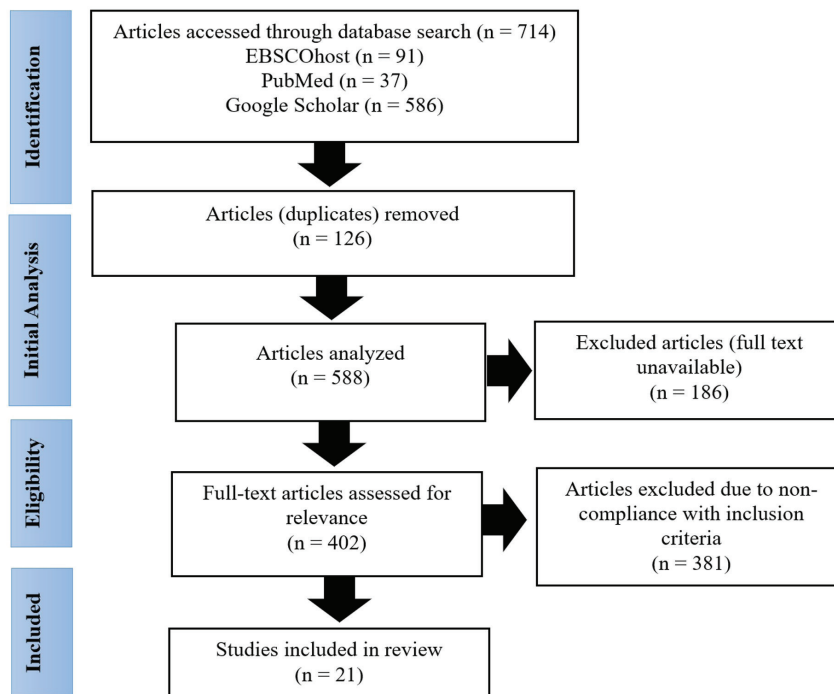 Identification
Articles accessed through database search (n = 714)
EBSCOhost (n = 91)
PubMed (n = 37)
Google Scholar (n = 586)
Initial Analysis
Articles (duplicates) removed
(n = 126)
Articles analyzed
(n = 588)
Excluded articles (full text
unavailable)
(n = 186)
Eligibility
Full-text articles assessed for
relevance
(n = 402)
Articles excluded due to non-
compliance with inclusion
criteria
(n = 381)
Included
Studies included in review
(n = 21)